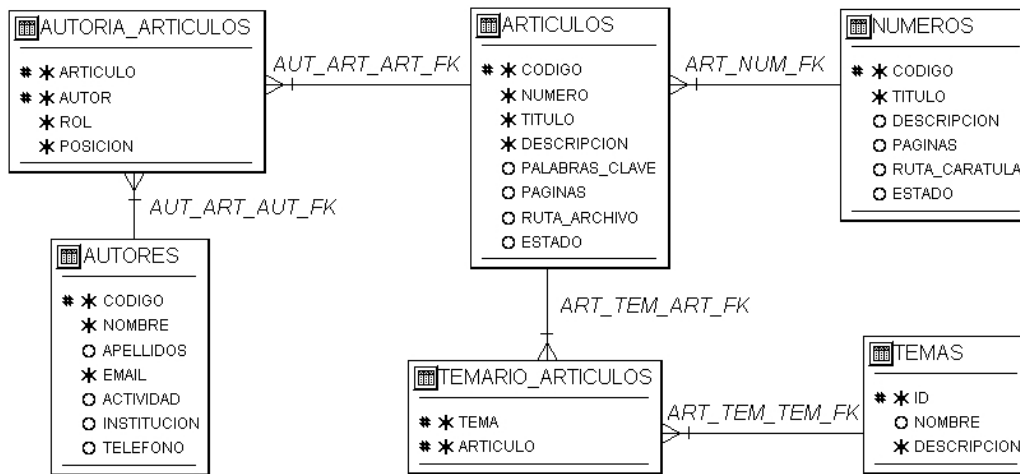 AUTORIA_ARTICULOS
# * ARTICULO
# * AUTOR
* ROL
* POSICION
AUT_ART_ART_FK
ARTICULOS
# * CODIGO
* NUMERO
* TITULO
* DESCRIPCION
o PALABRAS_CLAVE
o PAGINAS
o RUTA_ARCHIVO
o ESTADO
ART_NUM_FK
NUMEROS
# * CODIGO
* TITULO
o DESCRIPCION
o PAGINAS
o RUTA_CARATULA
o ESTADO
AUT_ART_AUT_FK
AUTORES
# * CODIGO
* NOMBRE
o APELLIDOS
* EMAIL
o ACTIVIDAD
o INSTITUCION
o TELEFONO
ART_TEM_ART_FK
TEMARIO_ARTICULOS
# * TEMA
# * ARTICULO
ART_TEM_TEM_FK
TEMAS
# * ID
o NOMBRE
* DESCRIPCION